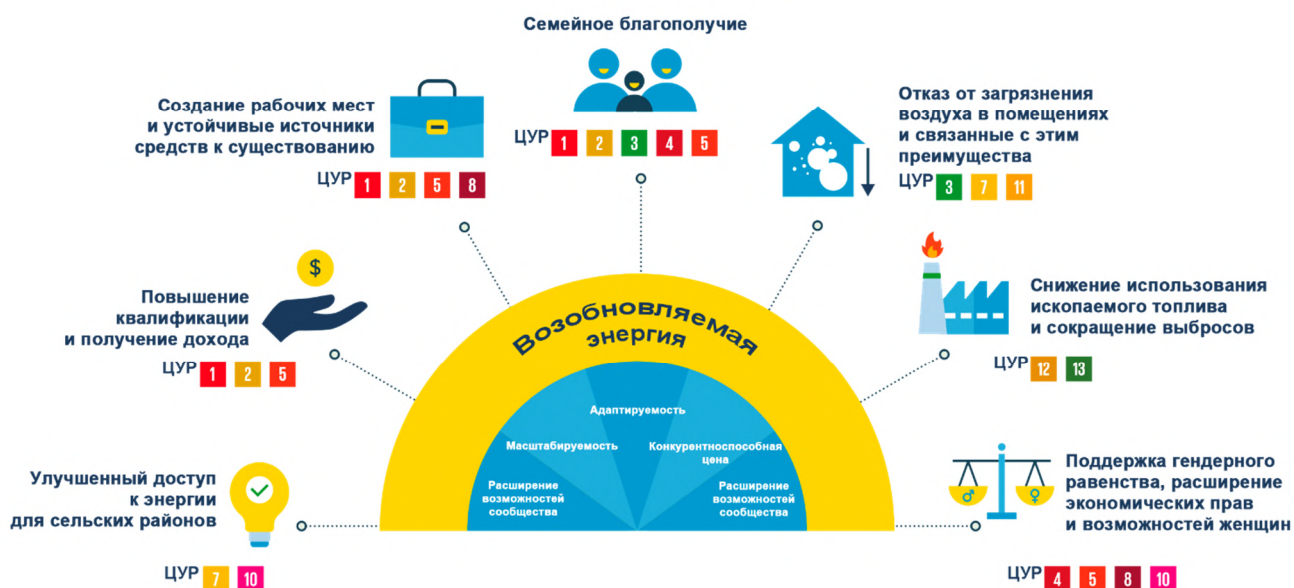 Семейное благополучие
ЦУР 1 2 3 4 5
Создание рабочих мест
и устойчивые источники
средств к существованию
ЦУР 1 2 5 8
Отказ от загрязнения
воздуха в помещениях
и связанные с этим
преимущества
ЦУР 3 7 11
Повышение
квалификации
и получение дохода
$
ЦУР 1 2 5
Снижение использования
ископаемого топлива
и сокращение выбросов
ЦУР 12 13
Улучшенный доступ
к энергии
для сельских районов
ЦУР 7 10
Поддержка гендерного
равенства, расширение
экономических прав
и возможностей женщин
♂ ♀
ЦУР 4 5 8 10
Возобновляемая
энергия
Адаптируемость
Масштабируемость
Конкурентноспособная
цена
Расширение
возможностей
сообщества
Расширение
возможностей
сообщества